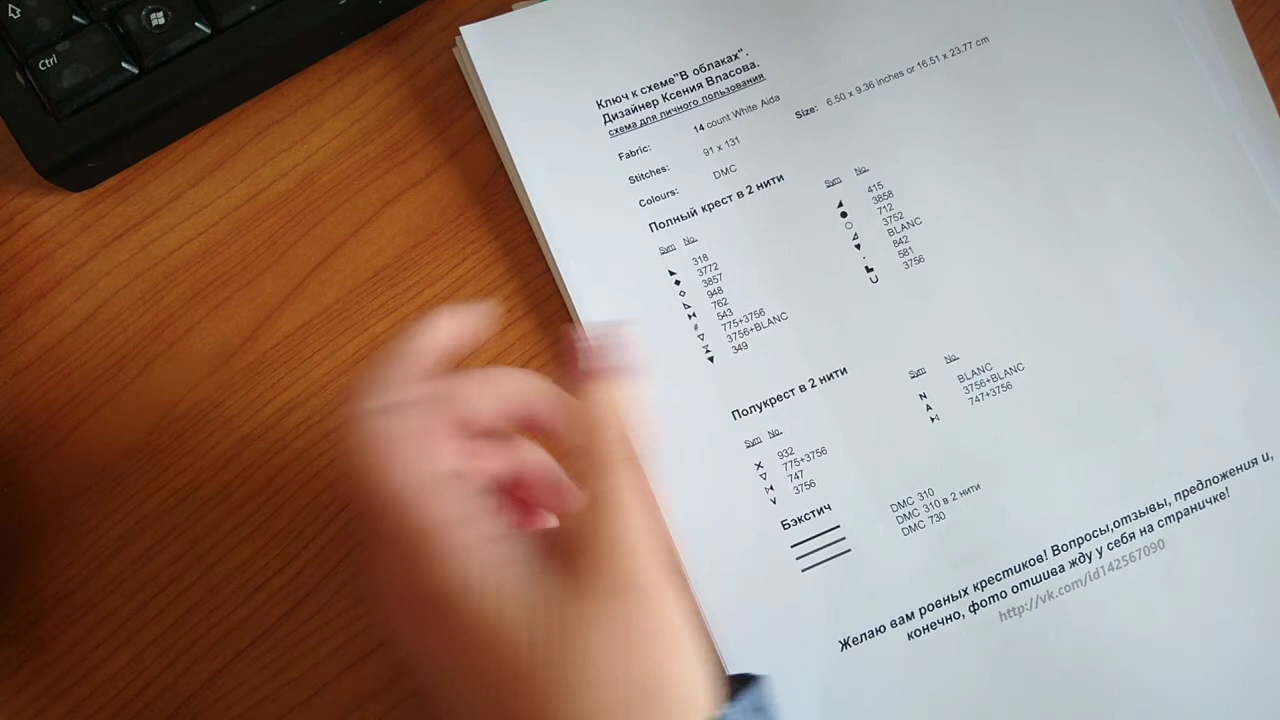 Ctrl
Ключ к схеме"В облаках".
Дизайнер Ксения Власова.
схема для личного пользования
Fabric: 14 count White Aida
Stitches: 91 x 131 Size: 6.50 x 9.36 inches or 16.51 x 23.77 cm
Colours: DMC
Полный крест в 2 нити
Sym No.
318
3772
3857
948
762
543
# 775+3756
3756+BLANC
349
Sym No.
415
3858
712
3752
BLANC
842
581
3756
Полукрест в 2 нити
Sym No.
X 932
775+3756
747
V 3756
Sym No.
N BLANC
A 3756+BLANC
747+3756
Бэкстич
DMC 310
DMC 310 в 2 нити
DMC 730
Желаю вам ровных крестиков! Вопросы,отзывы, предложения и,
конечно, фото отшива жду у себя на страничке!
http://vk.com/id142567090